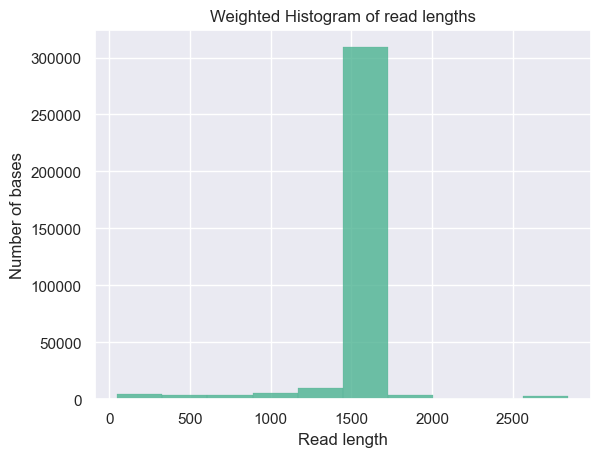 Weighted Histogram of read lengths
300000
250000
200000
150000
100000
50000
0
Number of bases
0 500 1000 1500 2000 2500
Read length